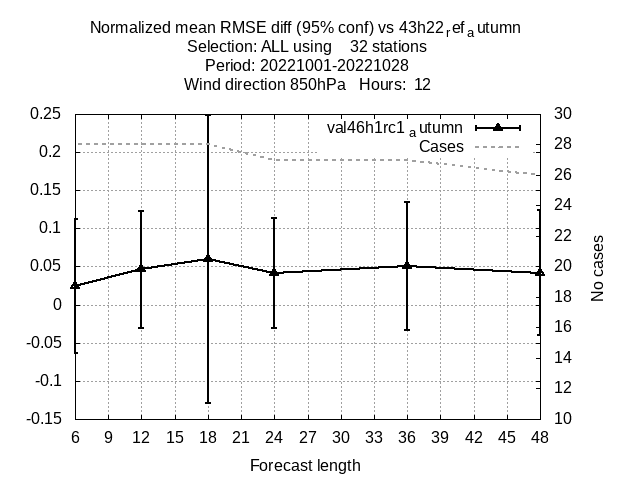 Normalized mean RMSE diff (95% conf) vs 43h22refautumn
Selection: ALL using 32 stations
Period: 20221001-20221028
Wind direction 850hPa Hours: 12
val46h1rc1autumn
Cases
0.25
0.2
0.15
0.1
0.05
0
-0.05
-0.1
-0.15
30
28
26
24
22
20
18
16
14
12
10
No cases
6 9 12 15 18 21 24 27 30 33 36 39 42 45 48
Forecast length